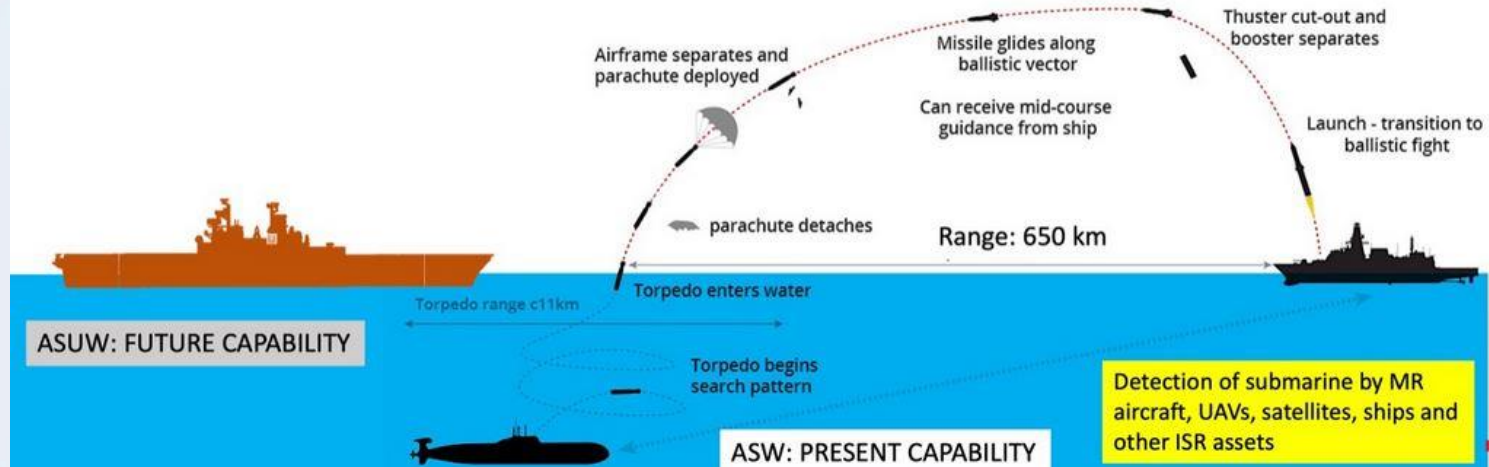 Airframe separates and
parachute deployed
Missile glides along
ballistic vector
Can receive mid-course
guidance from ship
Thuster cut-out and
booster separates
Launch - transition to
ballistic fight
parachute detaches
Range: 650 km
Torpedo enters water
Torpedo range c11km
ASUW: FUTURE CAPABILITY
Torpedo begins
search pattern
ASW: PRESENT CAPABILITY
Detection of submarine by MR
aircraft, UAVs, satellites, ships and
other ISR assets